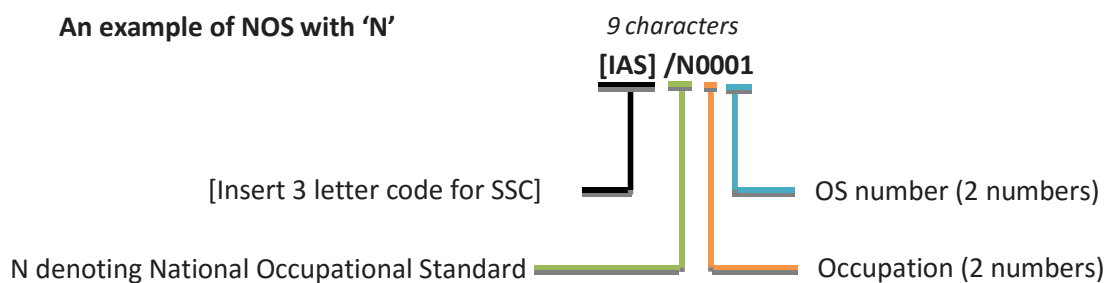 An example of NOS with ‘N’
9 characters
[IAS] /N0001
[Insert 3 letter code for SSC]
OS number (2 numbers)
N denoting National Occupational Standard
Occupation (2 numbers)